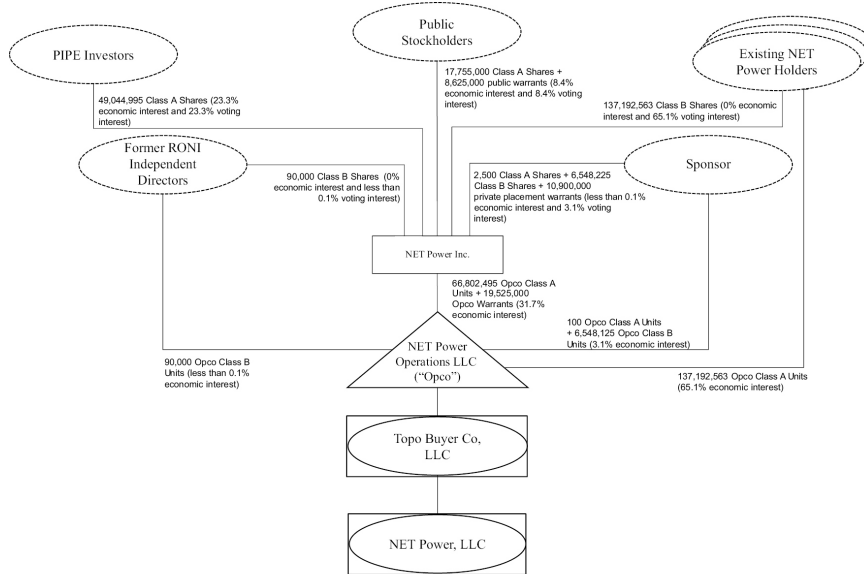 Public
Stockholders
PIPE Investors
Existing NET
Power Holders
17,755,000 Class A Shares +
8,625,000 public warrants (8.4%
economic interest and 8.4% voting
interest)
49,044,995 Class A Shares (23.3%
economic interest and 23.3% voting
interest)
137,192,563 Class B Shares (0% economic
interest and 65.1% voting interest)
Former RONI
Independent
Directors
90,000 Class B Shares (0%
economic interest and less than
0.1% voting interest)
2,500 Class A Shares + 6,548,225
Class B Shares + 10,900,000
private placement warrants (less than 0.1%
economic interest and 3.1% voting
interest)
Sponsor
NET Power Inc.
66,802,495 Opco Class A
Units + 19,525,000
Opco Warrants (31.7%
economic interest)
100 Opco Class A Units
+ 6,548,125 Opco Class B
Units (3.1% economic interest)
NET Power
Operations LLC
(“Opco”)
90,000 Opco Class B
Units (less than 0.1%
economic interest)
137,192,563 Opco Class A Units
(65.1% economic interest)
Topo Buyer Co,
LLC
NET Power, LLC